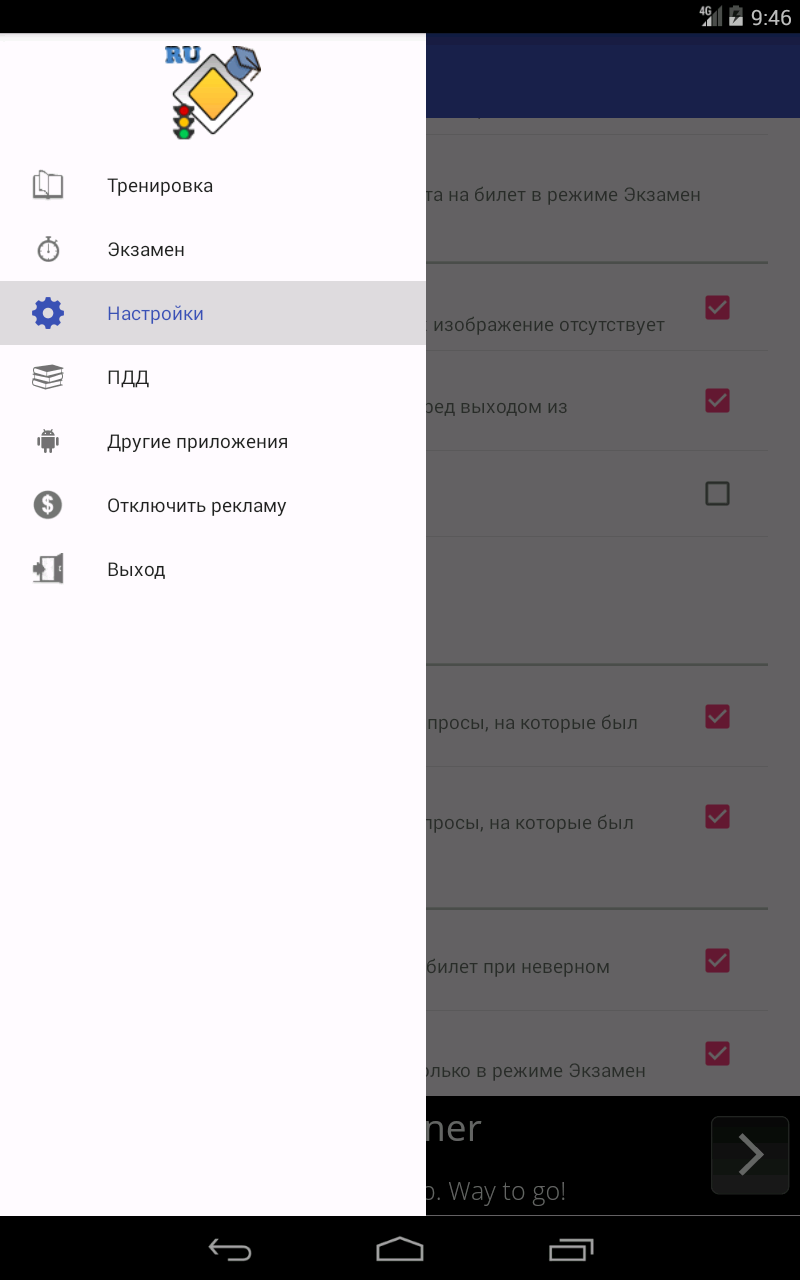 4G 9:46
RU
Тренировка
та на билет в режиме Экзамен
Экзамен
Настройки
изображение отсутствует
ПДД
ред выходом из
Другие приложения
Отключить рекламу
Выход
просы, на которые был
просы, на которые был
билет при неверном
олько в режиме Экзамен
ner
o. Way to go!